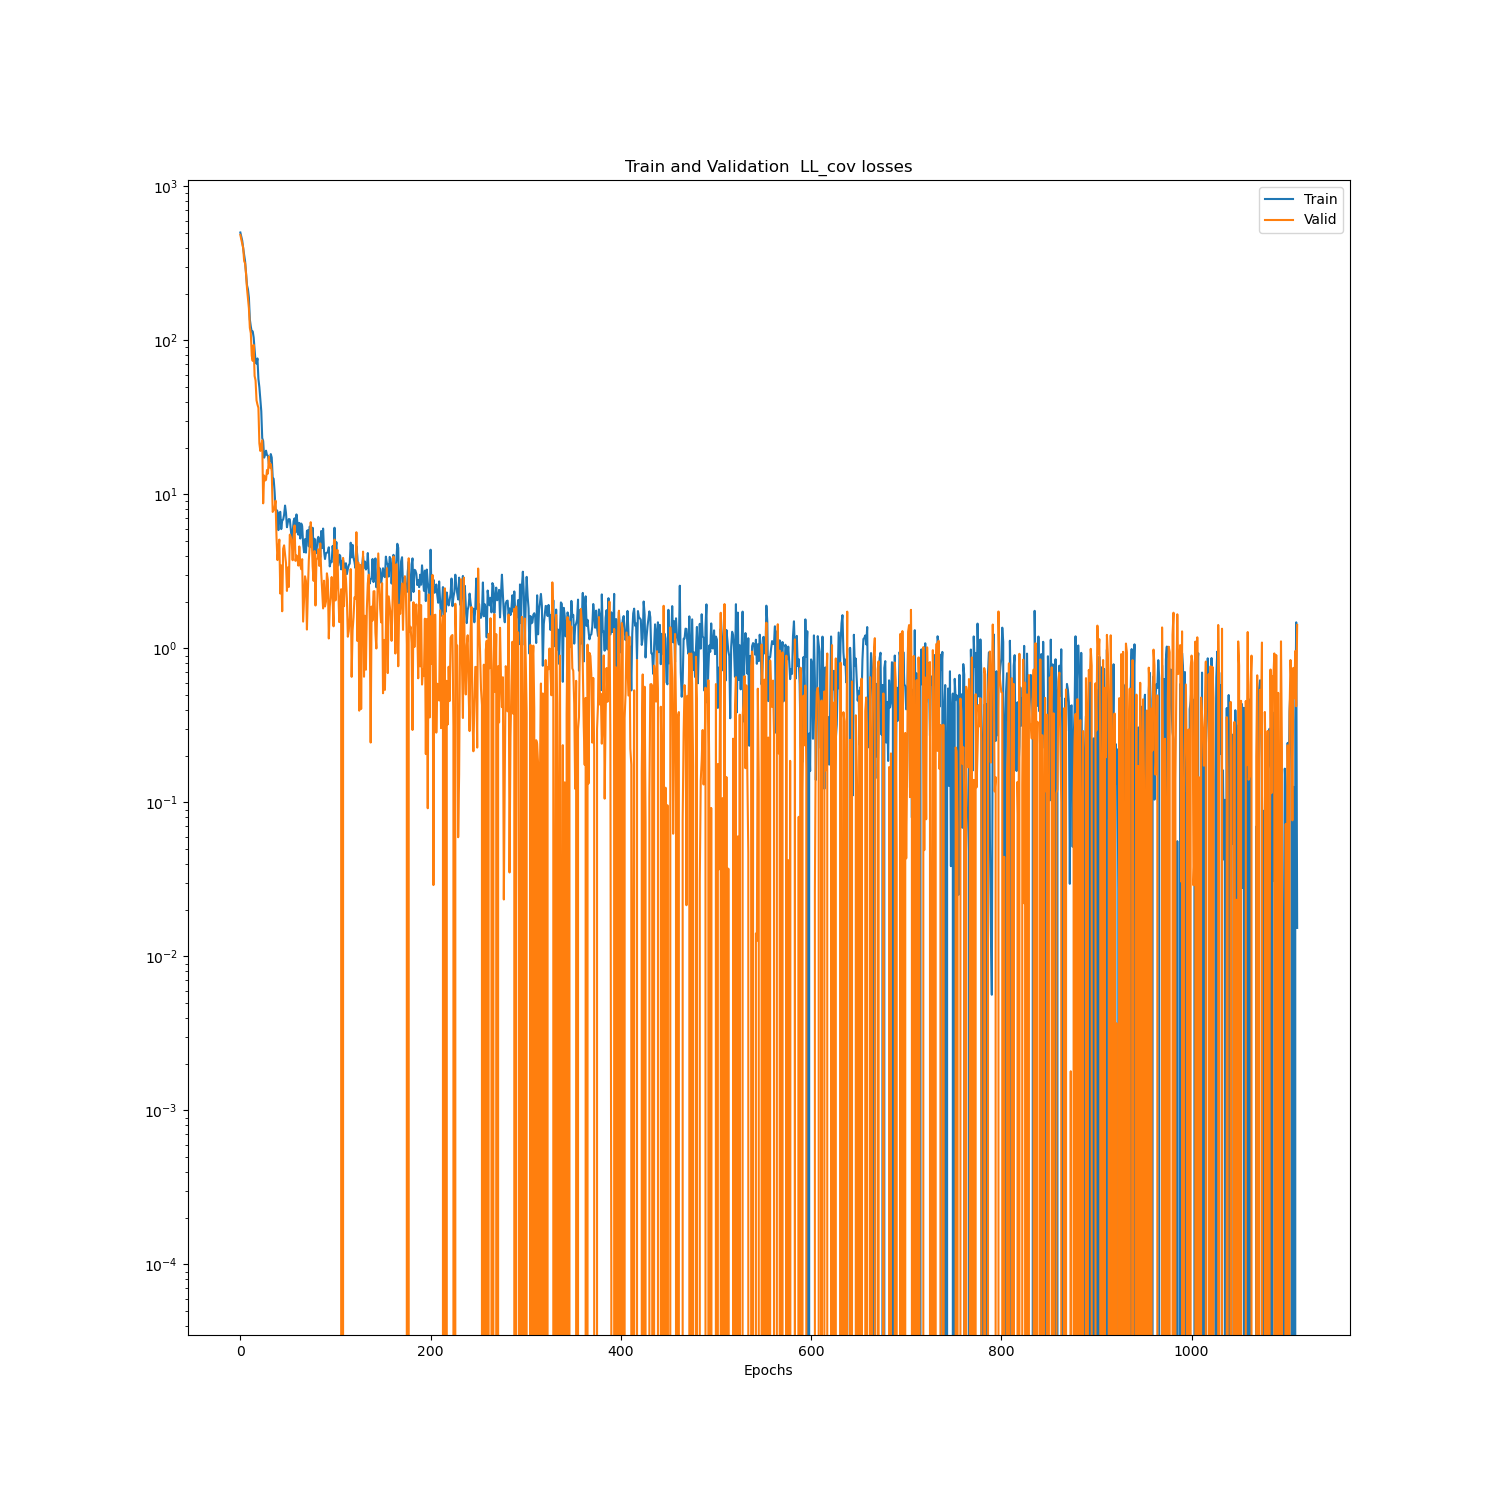 Train and Validation  LL_cov losses
10³
Train
Valid
10²
10¹
10⁰
10⁻¹
10⁻²
10⁻³
10⁻⁴
0 200 400 600 800 1000
Epochs